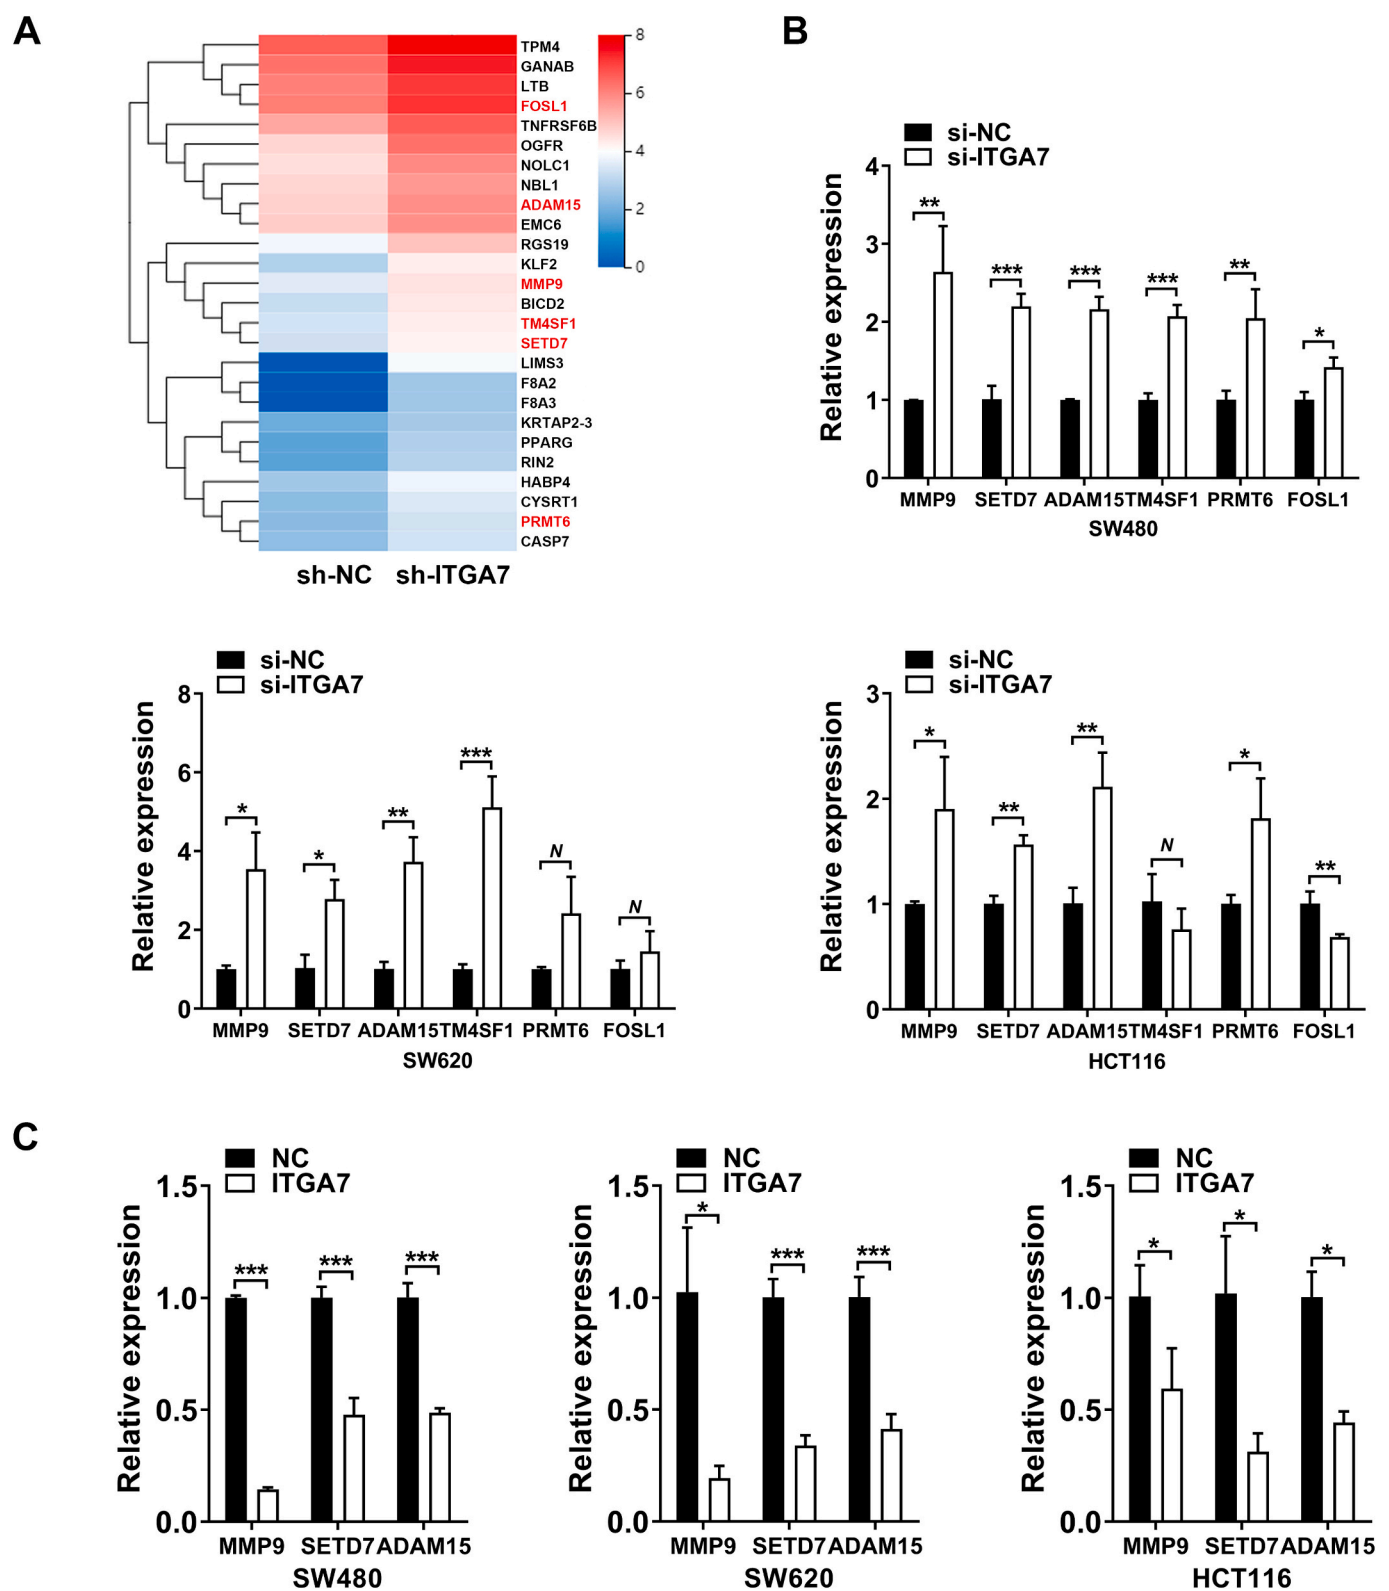 A
8
6
4
2
0
TPM4
GANAB
LTB
FOSL1
TNFRSF6B
OGFR
NOLC1
NBL1
ADAM15
EMC6
RGS19
KLF2
MMP9
BICD2
TM4SF1
SETD7
LIMS3
F8A2
F8A3
KRTAP2-3
PPARG
RIN2
HABP4
CYSRT1
PRMT6
CASP7
sh-NC sh-ITGA7
B
si-NC
si-ITGA7
Relative expression
4
3
2
1
0
** *** *** *** ** *
MMP9 SETD7 ADAM15 TM4SF1 PRMT6 FOSL1
SW480
si-NC
si-ITGA7
Relative expression
8
6
4
2
0
* * ** *** N N
MMP9 SETD7 ADAM15 TM4SF1 PRMT6 FOSL1
SW620
si-NC
si-ITGA7
Relative expression
3
2
1
0
* ** ** N * **
MMP9 SETD7 ADAM15 TM4SF1 PRMT6 FOSL1
HCT116
C
NC
ITGA7
Relative expression
1.5
1.0
0.5
0.0
*** *** ***
MMP9 SETD7 ADAM15
SW480
NC
ITGA7
Relative expression
1.5
1.0
0.5
0.0
* *** ***
MMP9 SETD7 ADAM15
SW620
NC
ITGA7
Relative expression
1.5
1.0
0.5
0.0
* * *
MMP9 SETD7 ADAM15
HCT116